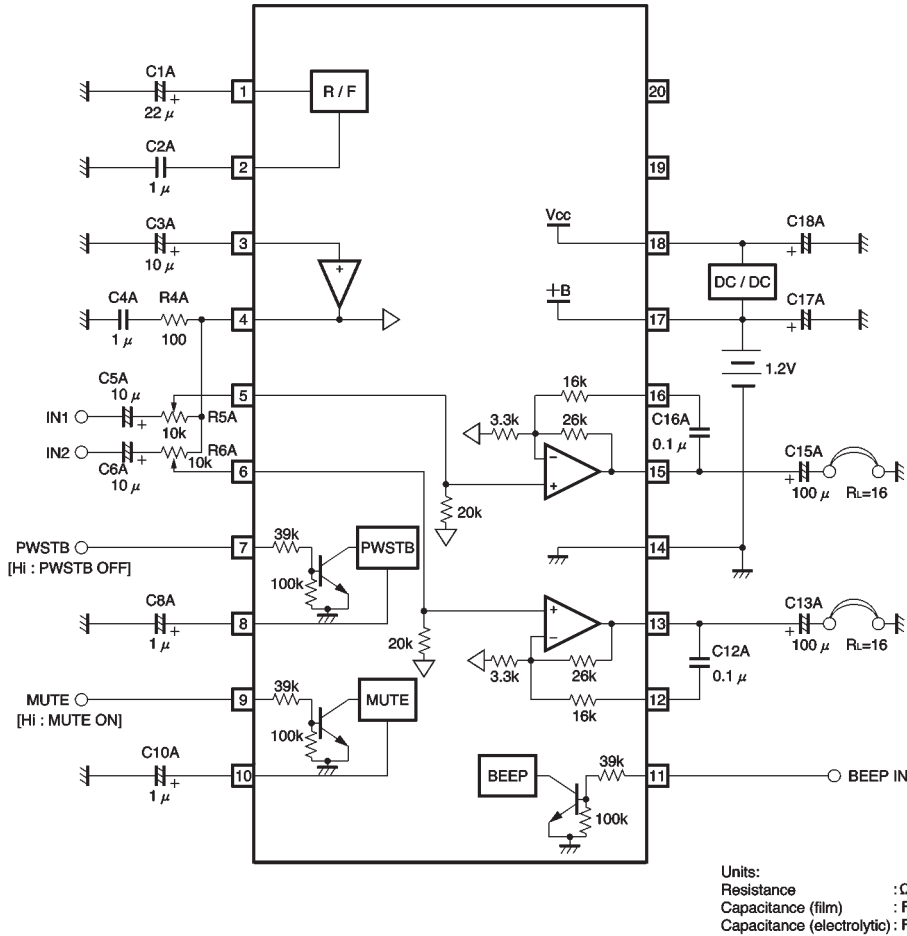 C1A
22 μ
1
R / F
20
C2A
1 μ
2
19
C3A
10 μ
3
Vcc
18
C18A
DC / DC
C4A
R4A
1 μ
100
4
+B
17
C17A
1.2V
C5A
10 μ
5
16k
16
IN1
10k
R5A
3.3k
26k
C16A
0.1 μ
IN2
10k
R6A
C6A
10 μ
6
−
+
15
C15A
100 μ
RL=16
20k
PWSTB
[Hi : PWSTB OFF]
7
39k
100k
PWSTB
14
C8A
1 μ
8
20k
+
−
13
C13A
100 μ
RL=16
3.3k
26k
C12A
0.1 μ
MUTE
[Hi : MUTE ON]
9
39k
100k
MUTE
16k
12
C10A
1 μ
10
BEEP
39k
100k
11
BEEP IN
Units:
Resistance : Ω
Capacitance (film) : F
Capacitance (electrolytic) : F